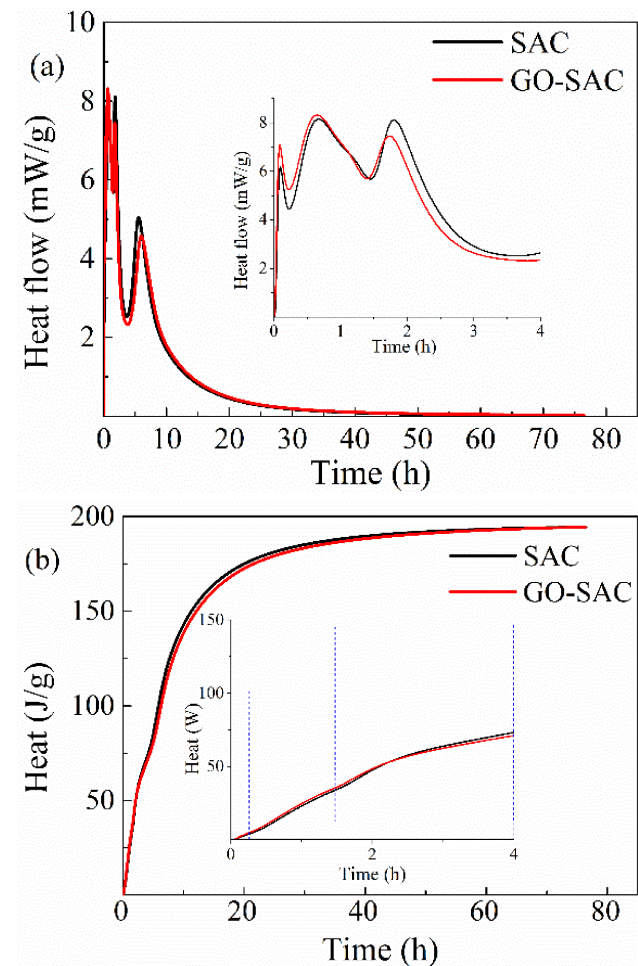 (a)
SAC
GO-SAC
Heat flow (mW/g)
10
8
6
4
2
0 10 20 30 40 50 60 70 80
Time (h)
Heat flow (mW/g)
8
6
4
2
0 1 2 3 4
Time (h)
(b)
SAC
GO-SAC
Heat (J/g)
200
150
100
50
0 20 40 60 80
Time (h)
Heat (W)
150
100
50
0 2 4
Time (h)